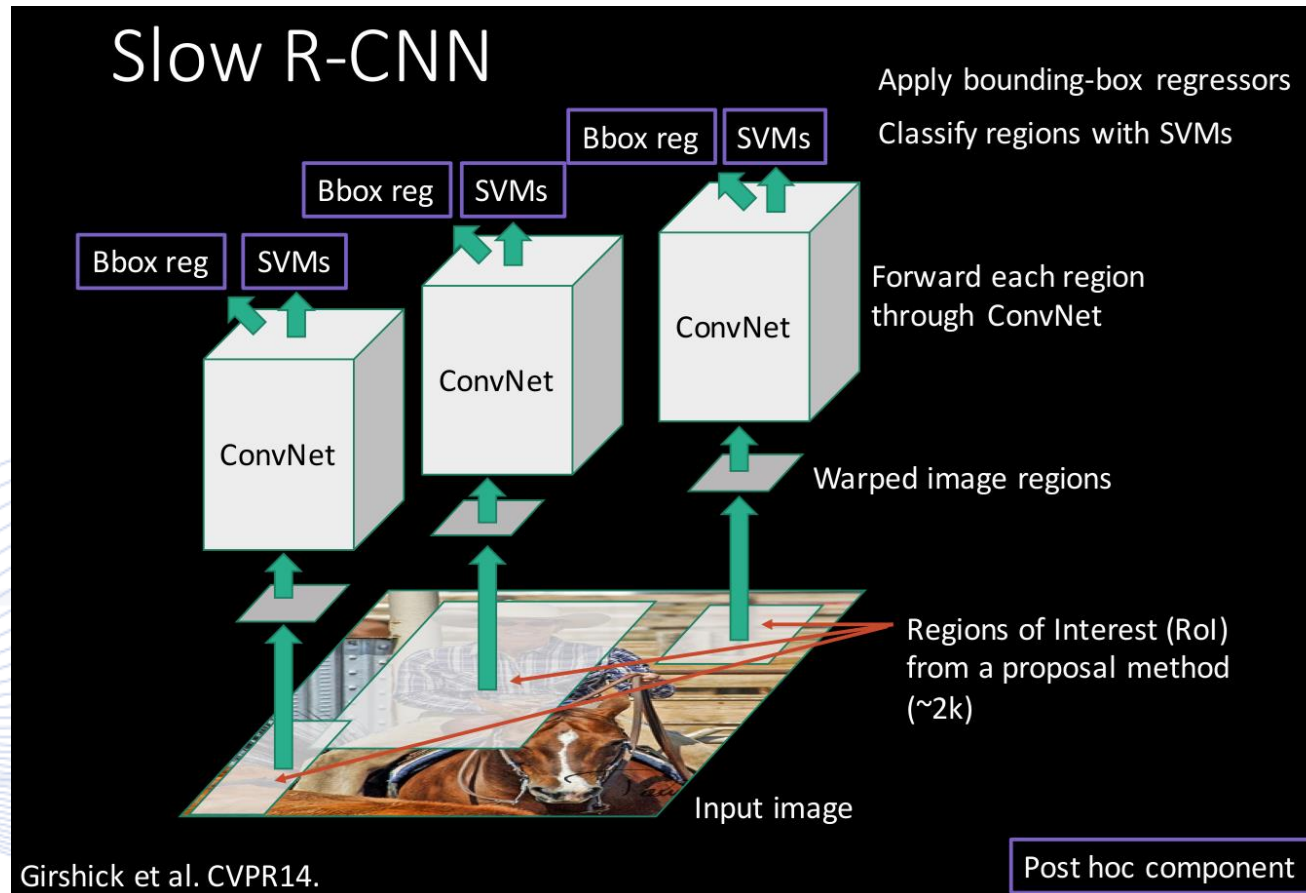 Slow R-CNN
Apply bounding-box regressors
Classify regions with SVMs
Bbox reg
SVMs
Bbox reg
SVMs
Bbox reg
SVMs
Forward each region
through ConvNet
ConvNet
ConvNet
ConvNet
Warped image regions
Regions of Interest (RoI)
from a proposal method
(~2k)
Input image
Girshick et al. CVPR14.
Post hoc component